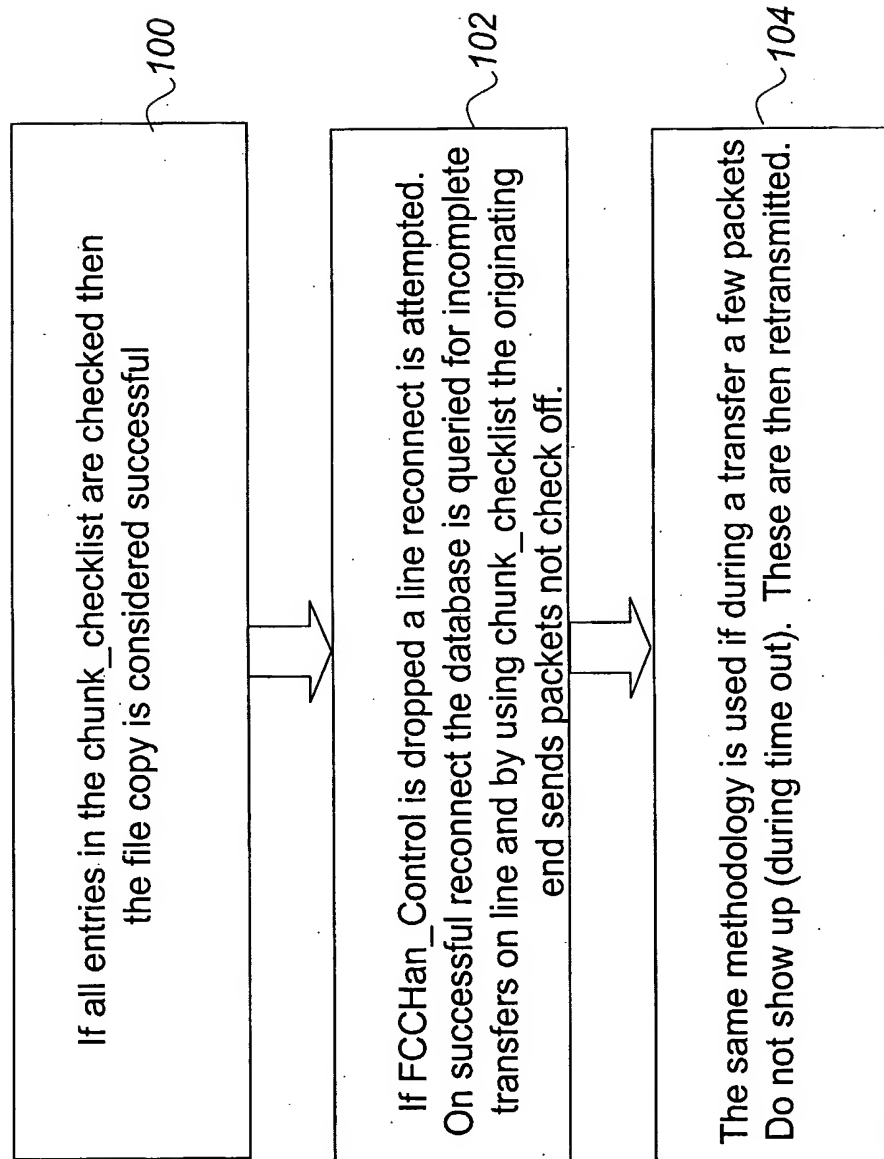 If all entries in the chunk_checklist are checked then
the file copy is considered successful
100
If FCCHan_Control is dropped a line reconnect is attempted.
On successful reconnect the database is queried for incomplete
transfers on line and by using chunk_checklist the originating
end sends packets not check off.
102
The same methodology is used if during a transfer a few packets
Do not show up (during time out). These are then retransmitted.
104